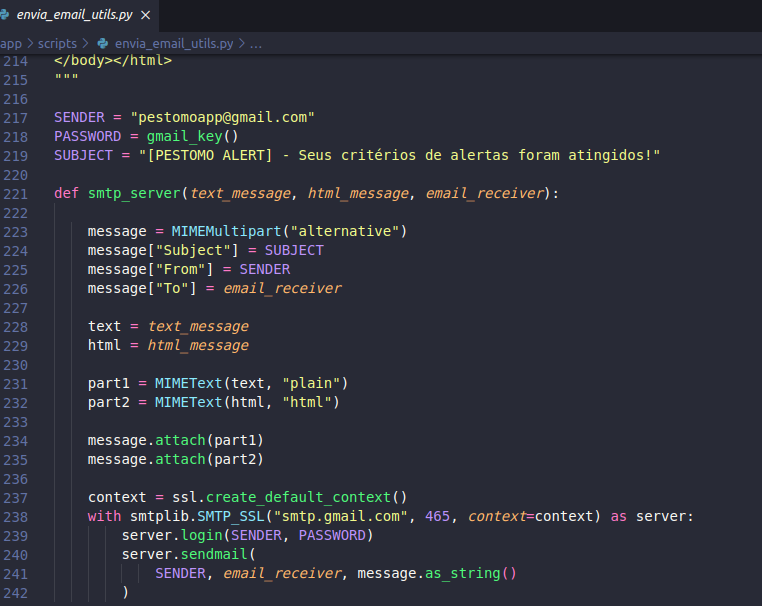 envia_email_utils.py ×
app > scripts > envia_email_utils.py > ...
214 </body></html>
215 """
216
217 SENDER = "pestomoapp@gmail.com"
218 PASSWORD = gmail_key()
219 SUBJECT = "[PESTOMO ALERT] - Seus critérios de alertas foram atingidos!"
220
221 def smtp_server(text_message, html_message, email_receiver):
222
223     message = MIMEMultipart("alternative")
224     message["Subject"] = SUBJECT
225     message["From"] = SENDER
226     message["To"] = email_receiver
227
228     text = text_message
229     html = html_message
230
231     part1 = MIMEText(text, "plain")
232     part2 = MIMEText(html, "html")
233
234     message.attach(part1)
235     message.attach(part2)
236
237     context = ssl.create_default_context()
238     with smtplib.SMTP_SSL("smtp.gmail.com", 465, context=context) as server:
239         server.login(SENDER, PASSWORD)
240         server.sendmail(
241             SENDER, email_receiver, message.as_string()
242         )